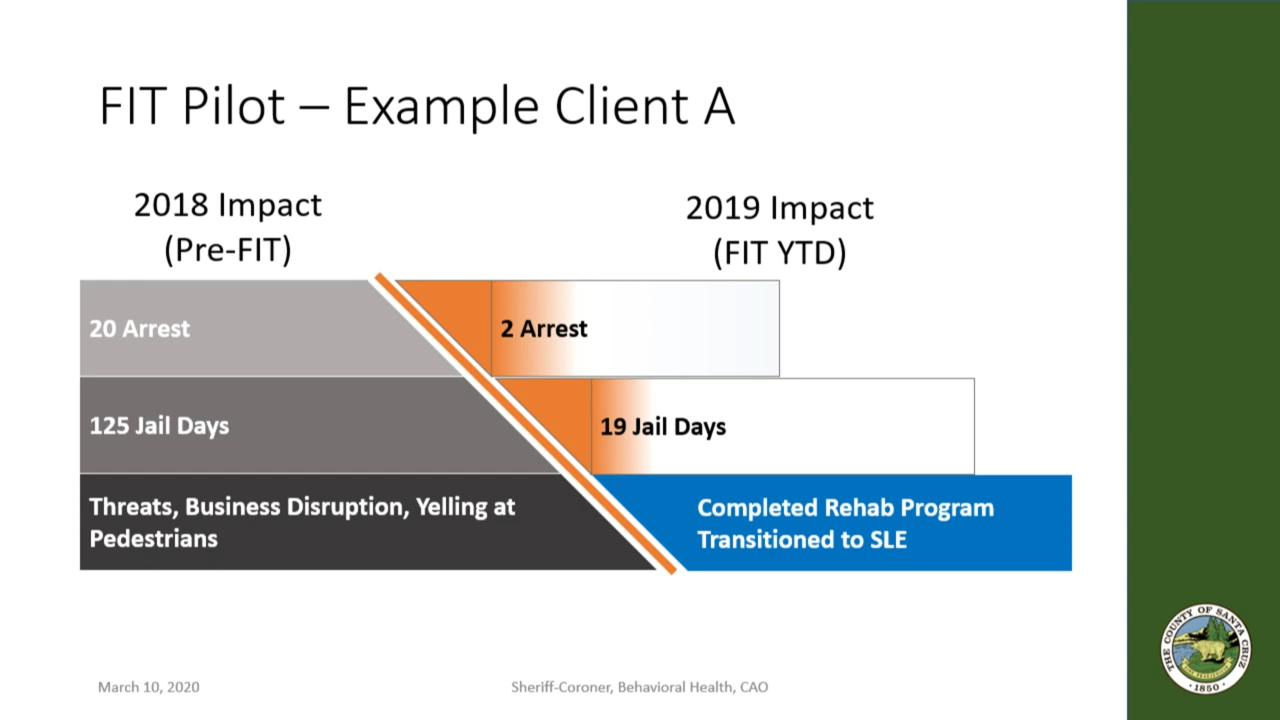 FIT Pilot – Example Client A
2018 Impact
(Pre-FIT)
2019 Impact
(FIT YTD)
20 Arrest
2 Arrest
125 Jail Days
19 Jail Days
Threats, Business Disruption, Yelling at
Pedestrians
Completed Rehab Program
Transitioned to SLE
March 10, 2020
Sheriff-Coroner, Behavioral Health, CAO
THE COUNTY OF SANTA CRUZ
· 1850 ·